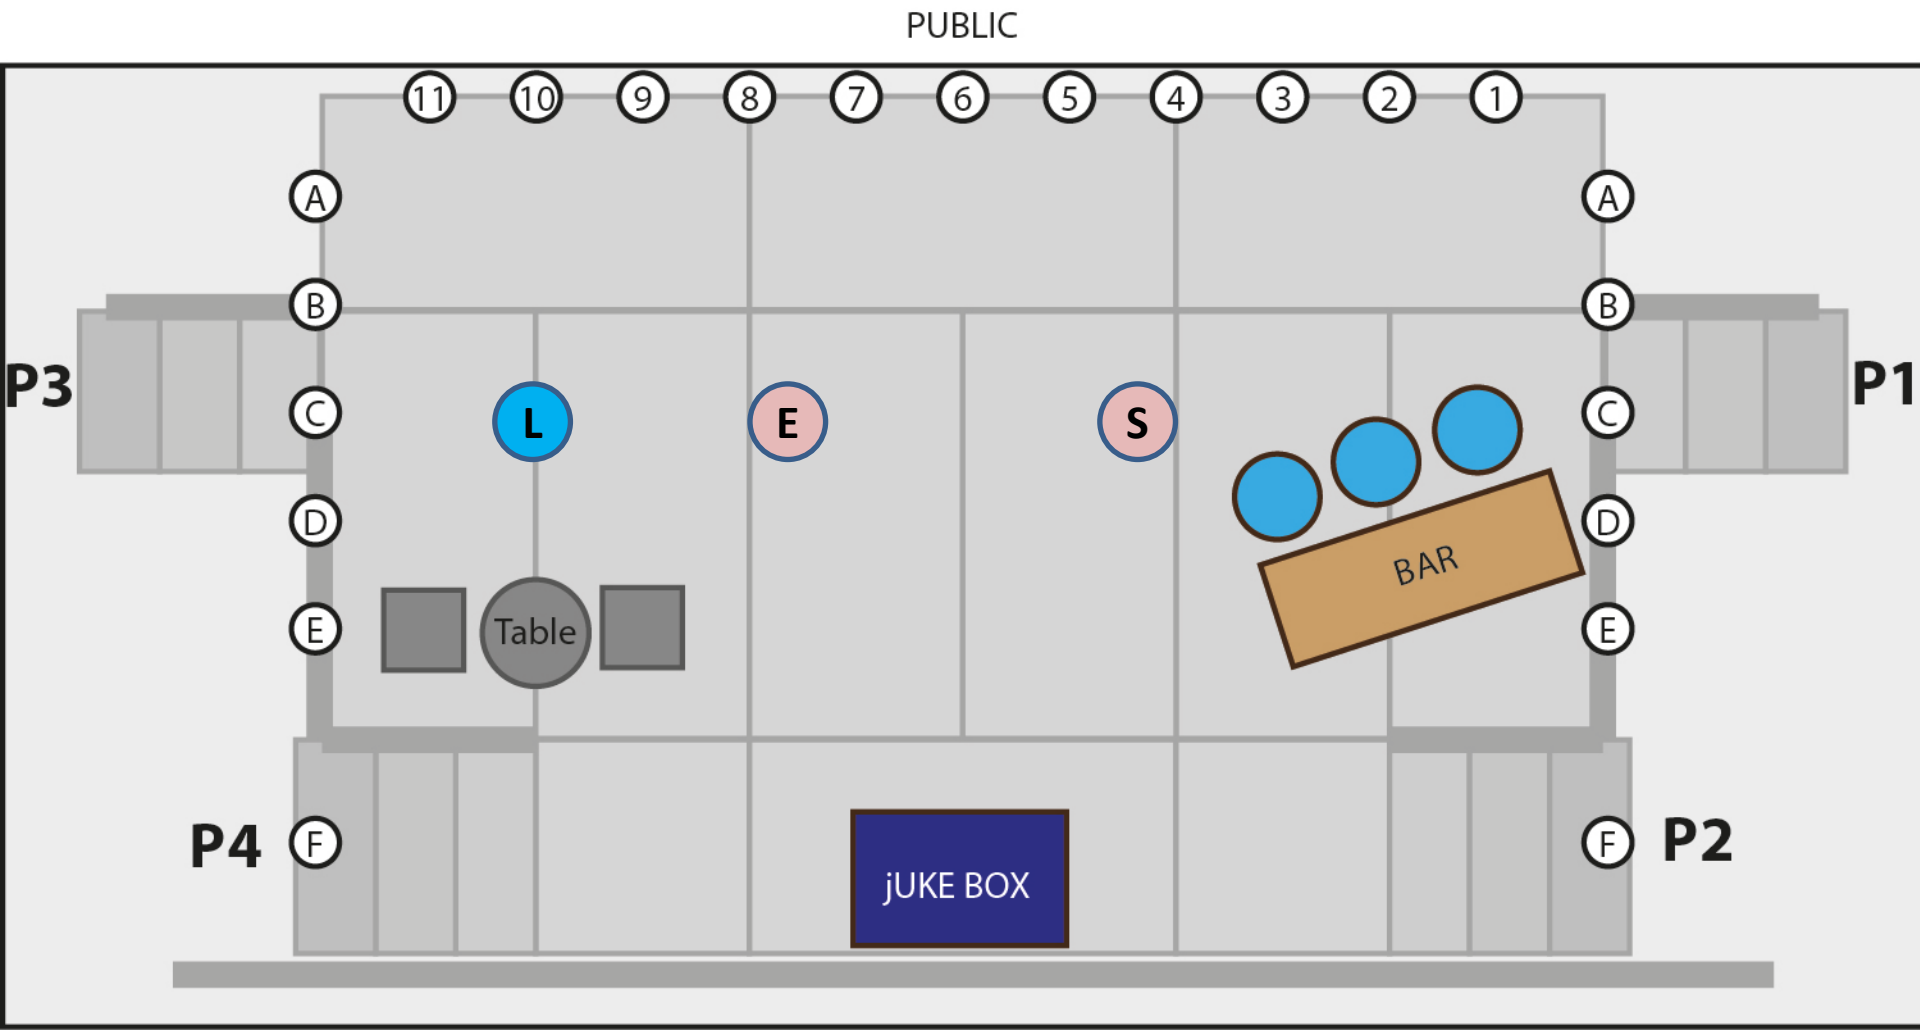 PUBLIC
11 10 9 8 7 6 5 4 3 2 1
A A
B B
P3 P1
C L E S C
D D
BAR
E Table E
P4 F F P2
jUKE BOX